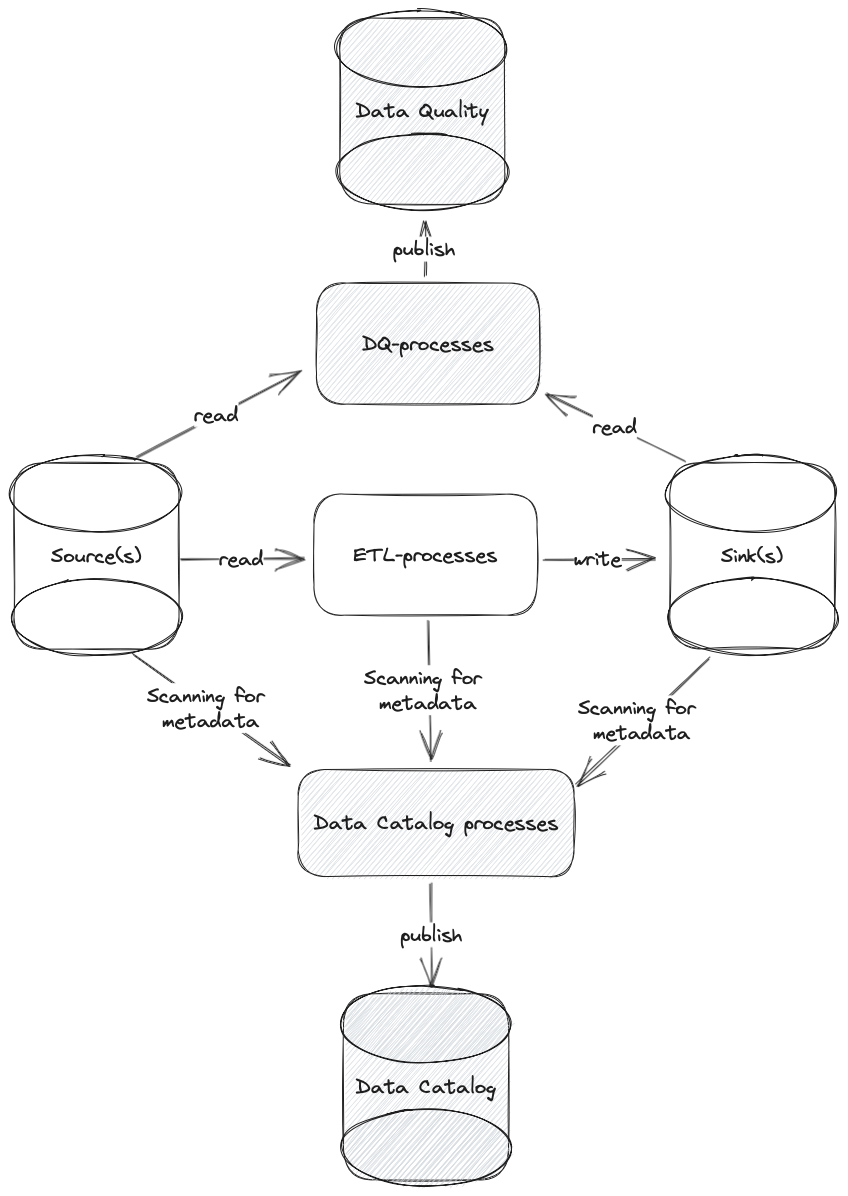 Data Quality
publish
DQ-processes
read
read
Source(s)
read
ETL-processes
write
Sink(s)
Scanning for
metadata
Scanning for
metadata
Scanning for
metadata
Data Catalog processes
publish
Data Catalog